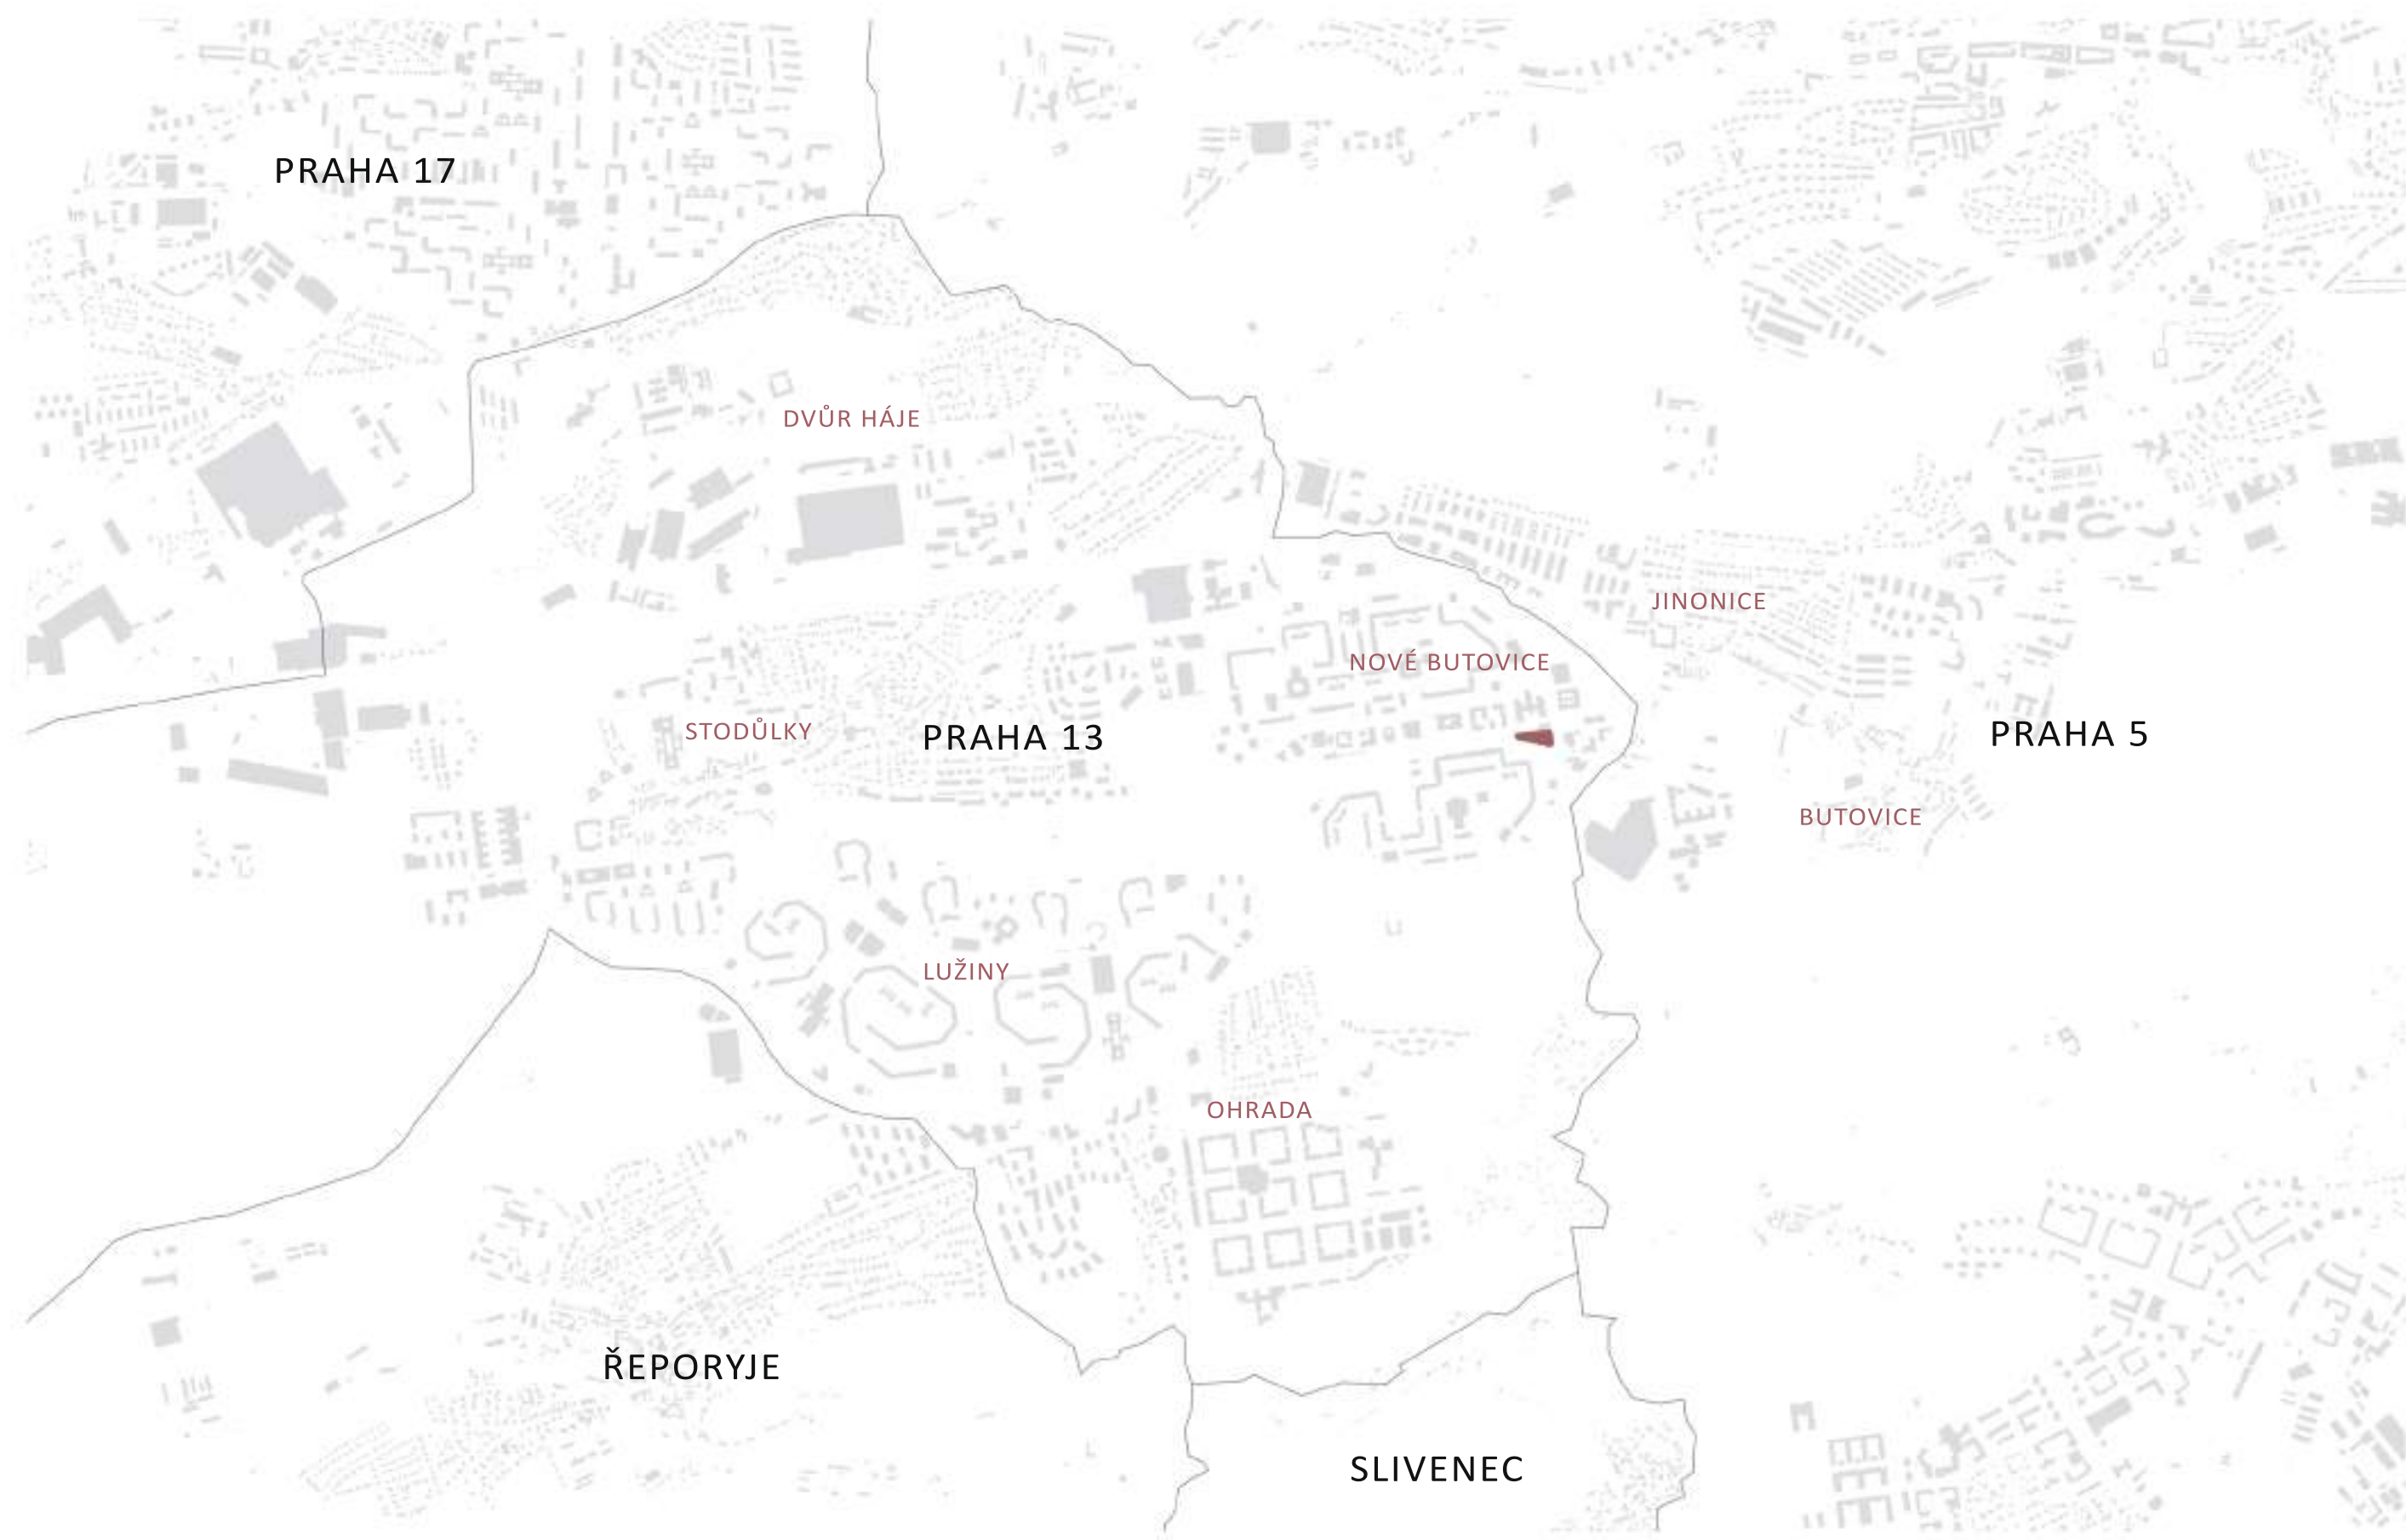 PRAHA 17
DVŮR HÁJE
JINONICE
NOVÉ BUTOVICE
STODŮLKY
PRAHA 13
PRAHA 5
BUTOVICE
LUŽINY
OHRADA
ŘEPORYJE
SLIVENEC